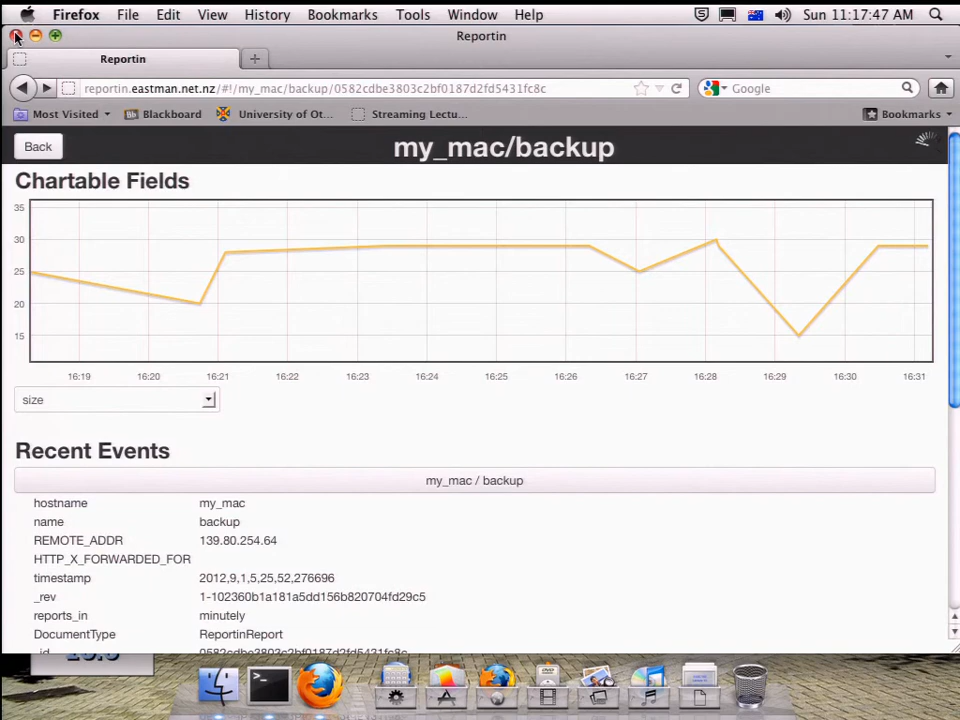 Firefox File Edit View History Bookmarks Tools Window Help Sun 11:17:47 AM
Reportin
Reportin
reportin.eastman.net.nz/#!/my_mac/backup/0582cdbe3803c2bf0187d2fd5431fc8c Google
Most Visited Blackboard University of Ot... Streaming Lectu... Bookmarks
Back my_mac/backup
Chartable Fields
35
30
25
20
15
16:19 16:20 16:21 16:22 16:23 16:24 16:25 16:26 16:27 16:28 16:29 16:30 16:31
size
Recent Events
my_mac / backup
hostname my_mac
name backup
REMOTE_ADDR 139.80.254.64
HTTP_X_FORWARDED_FOR
timestamp 2012,9,1,5,25,52,276696
_rev 1-102360b1a181a5dd156b820704fd29c5
reports_in minutely
DocumentType ReportinReport
_id 0582cdbe3803c2bf0187d2fd5431fc8c